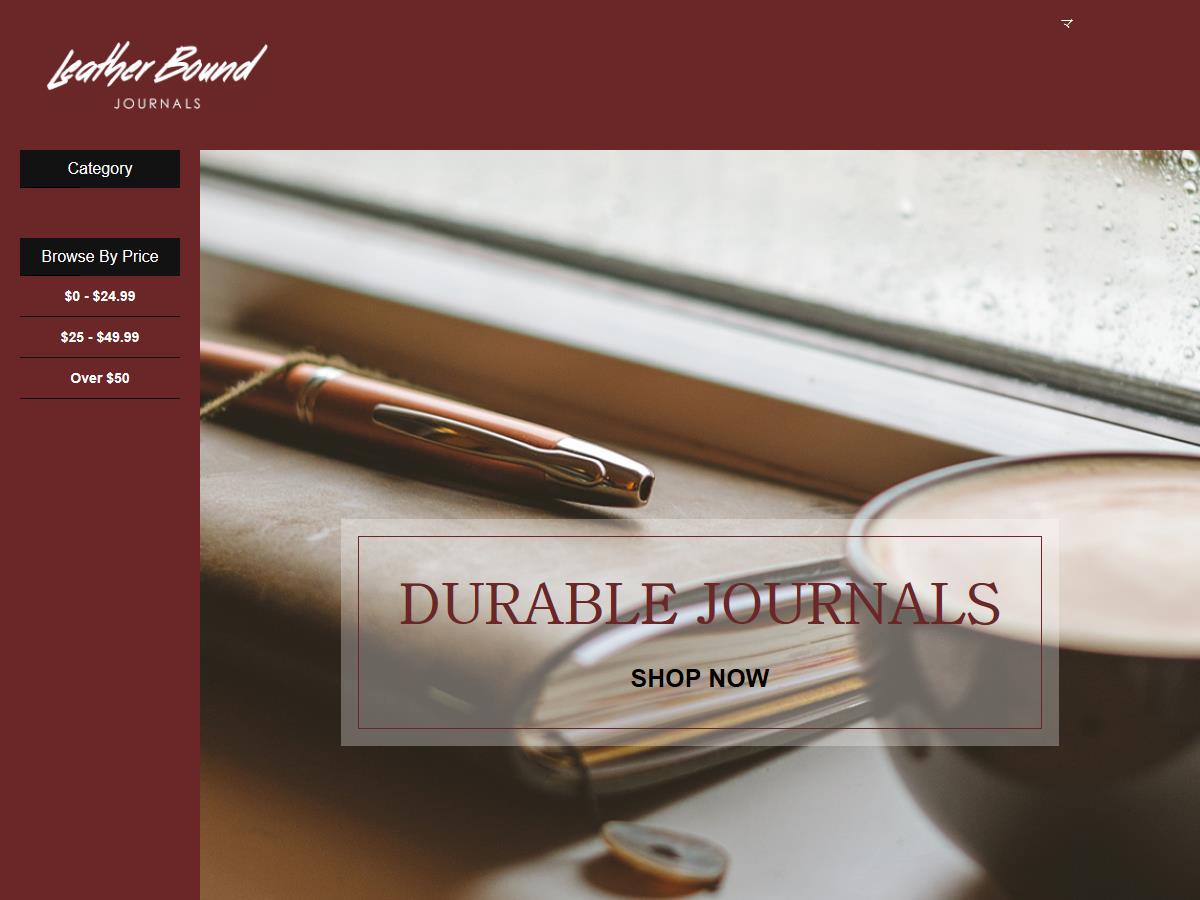 マ
Leather Bound
JOURNALS
Category
Browse By Price
$0 - $24.99
$25 - $49.99
Over $50
DURABLE JOURNALS
SHOP NOW